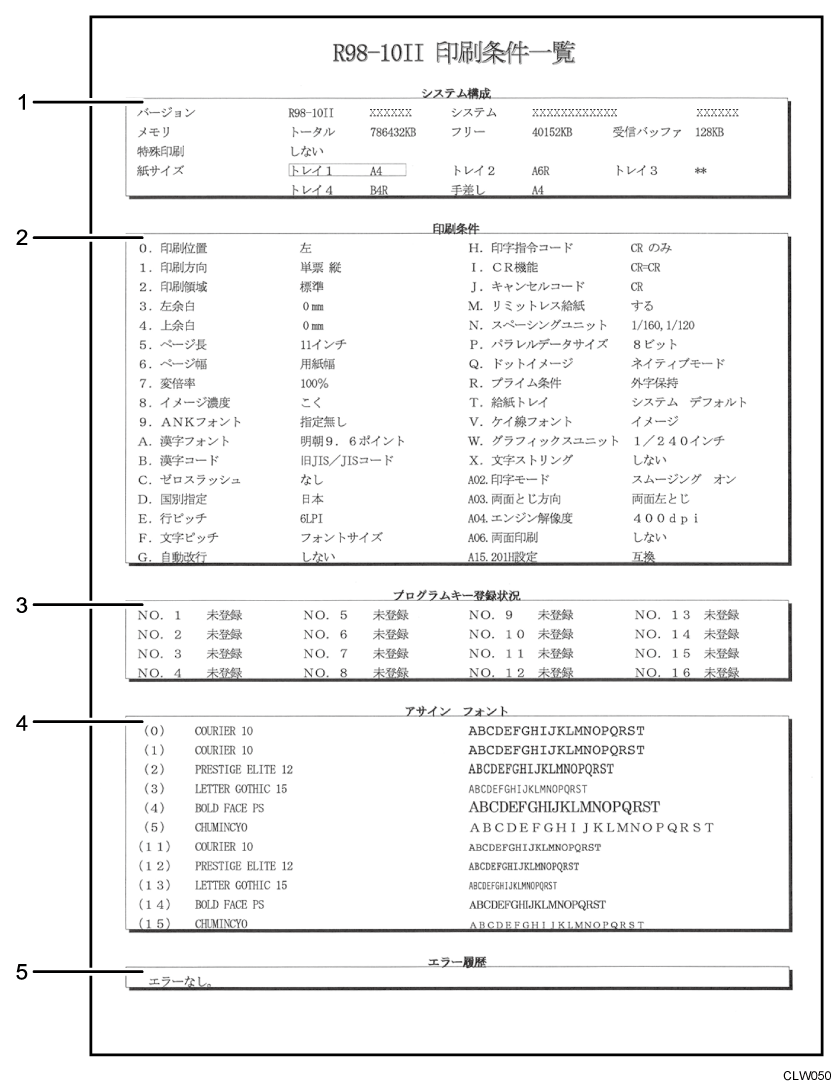 R98-10II 印刷条件一覧
1
システム構成
バージョン R98-10II XXXXXX システム XXXXXXXXXXXX XXXXXX
メモリ トータル 786432KB フリー 40152KB 受信バッファ 128KB
特殊印刷 しない
紙サイズ トレイ1 A4 トレイ2 A6R トレイ3 **
トレイ4 B4R 手差し A4
2
印刷条件
0. 印刷位置 左 H. 印字指令コード CR のみ
1. 印刷方向 単票 縦 I. CR機能 CR=CR
2. 印刷領域 標準 J. キャンセルコード CR
3. 左余白 0mm M. リミットレス給紙 する
4. 上余白 0mm N. スペーシングユニット 1/160,1/120
5. ページ長 11インチ P. パラレルデータサイズ 8ビット
6. ページ幅 用紙幅 Q. ドットイメージ ネイティブモード
7. 変倍率 100% R. プライム条件 外字保持
8. イメージ濃度 こく T. 給紙トレイ システム デフォルト
9. ANKフォント 指定無し V. ケイ線フォント イメージ
A. 漢字フォント 明朝9.6ポイント W. グラフィックスユニット 1/240インチ
B. 漢字コード 旧JIS/JISコード X. 文字ストリング しない
C. ゼロスラッシュ なし A02.印字モード スムージング オン
D. 国別指定 日本 A03.両面とじ方向 両面左とじ
E. 行ピッチ 6LPI A04.エンジン解像度 400dpi
F. 文字ピッチ フォントサイズ A06.両面印刷 しない
G. 自動改行 しない A15.201H設定 互換
3
プログラムキー登録状況
NO. 1 未登録 NO. 5 未登録 NO. 9 未登録 NO. 13 未登録
NO. 2 未登録 NO. 6 未登録 NO. 10 未登録 NO. 14 未登録
NO. 3 未登録 NO. 7 未登録 NO. 11 未登録 NO. 15 未登録
NO. 4 未登録 NO. 8 未登録 NO. 12 未登録 NO. 16 未登録
4
アサイン フォント
(0) COURIER 10 ABCDEFGHIJKLMNOPQRST
(1) COURIER 10 ABCDEFGHIJKLMNOPQRST
(2) PRESTIGE ELITE 12 ABCDEFGHIJKLMNOPQRST
(3) LETTER GOTHIC 15 ABCDEFGHIJKLMNOPQRST
(4) BOLD FACE PS ABCDEFGHIJKLMNOPQRST
(5) CHUMINCYO ABCDEFGHIJKLMNOPQRST
(11) COURIER 10 ABCDEFGHIJKLMNOPQRST
(12) PRESTIGE ELITE 12 ABCDEFGHIJKLMNOPQRST
(13) LETTER GOTHIC 15 ABCDEFGHIJKLMNOPQRST
(14) BOLD FACE PS ABCDEFGHIJKLMNOPQRST
(15) CHUMINCYO ABCDEFGHIJKLMNOPQRST
5
エラー履歴
エラーなし。
CLW050